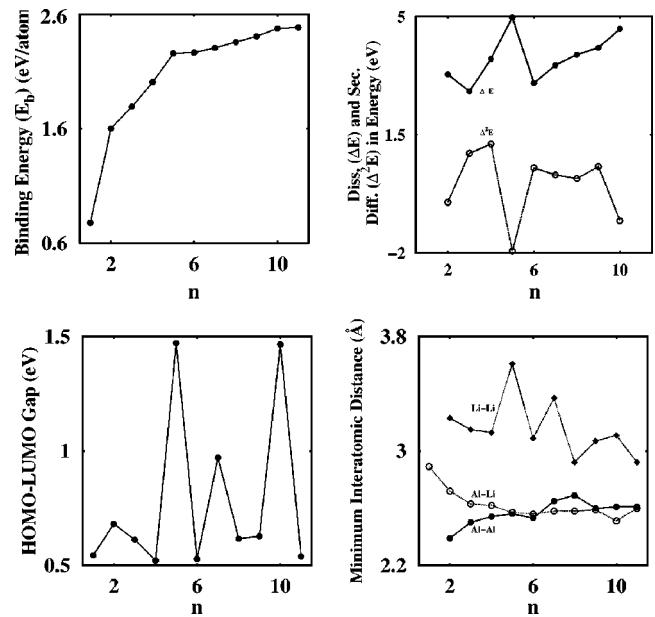 Binding Energy (E_b) (eV/atom)
2.6
1.6
0.6
2
6
10
n
Diss. (ΔE) and Sec.
Diff. (Δ²E) in Energy (eV)
5
1.5
−2
Δ E
Δ²E
2
6
10
n
HOMO-LUMO Gap (eV)
1.5
1
0.5
2
6
10
n
Minimum Interatomic Distance (Å)
3.8
3
2.2
Li-Li
Al-Li
Al-Al
2
6
10
n